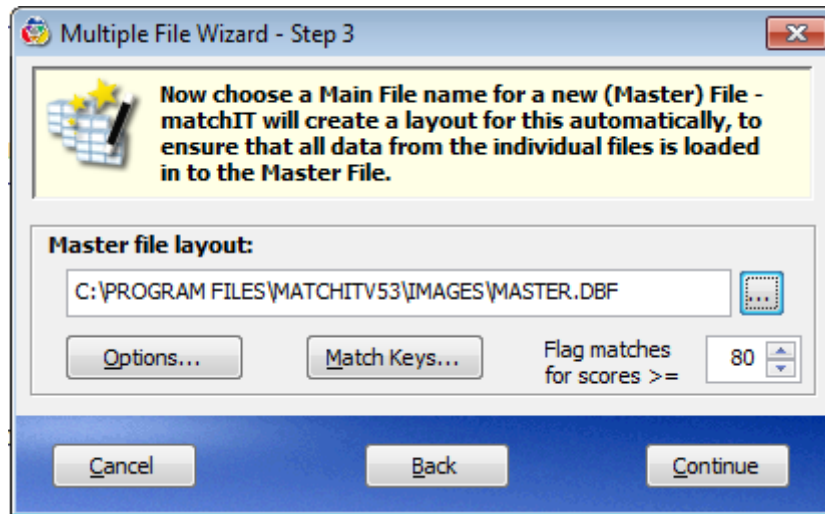 Multiple File Wizard - Step 3
Now choose a Main File name for a new (Master) File -
matchIT will create a layout for this automatically, to
ensure that all data from the individual files is loaded
in to the Master File.
Master file layout:
C:\PROGRAM FILES\MATCHITV53\IMAGES\MASTER.DBF
...
Options...
Match Keys...
Flag matches
for scores >=
80
Cancel
Back
Continue